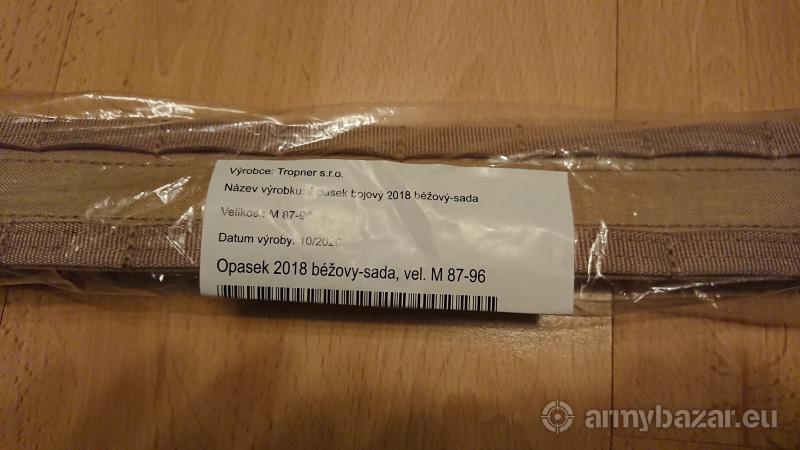 Výrobce: Tropner s.r.o.
Název výrobku: Opasek bojový 2018 béžový-sada
Velikost: M 87-96
Datum výroby: 10/2020
Opasek 2018 béžovy-sada, vel. M 87-96
armybazar.eu